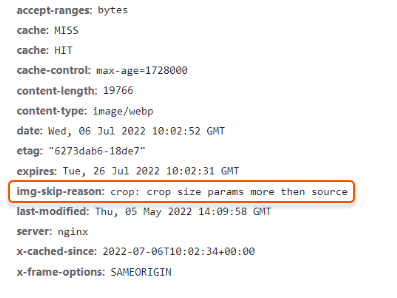 accept-ranges: bytes
cache: MISS
cache: HIT
cache-control: max-age=1728000
content-length: 19766
content-type: image/webp
date: Wed, 06 Jul 2022 10:02:52 GMT
etag: "6273dab6-18de7"
expires: Tue, 26 Jul 2022 10:02:31 GMT
img-skip-reason: crop: crop size params more then source
last-modified: Thu, 05 May 2022 14:09:58 GMT
server: nginx
x-cached-since: 2022-07-06T10:02:34+00:00
x-frame-options: SAMEORIGIN